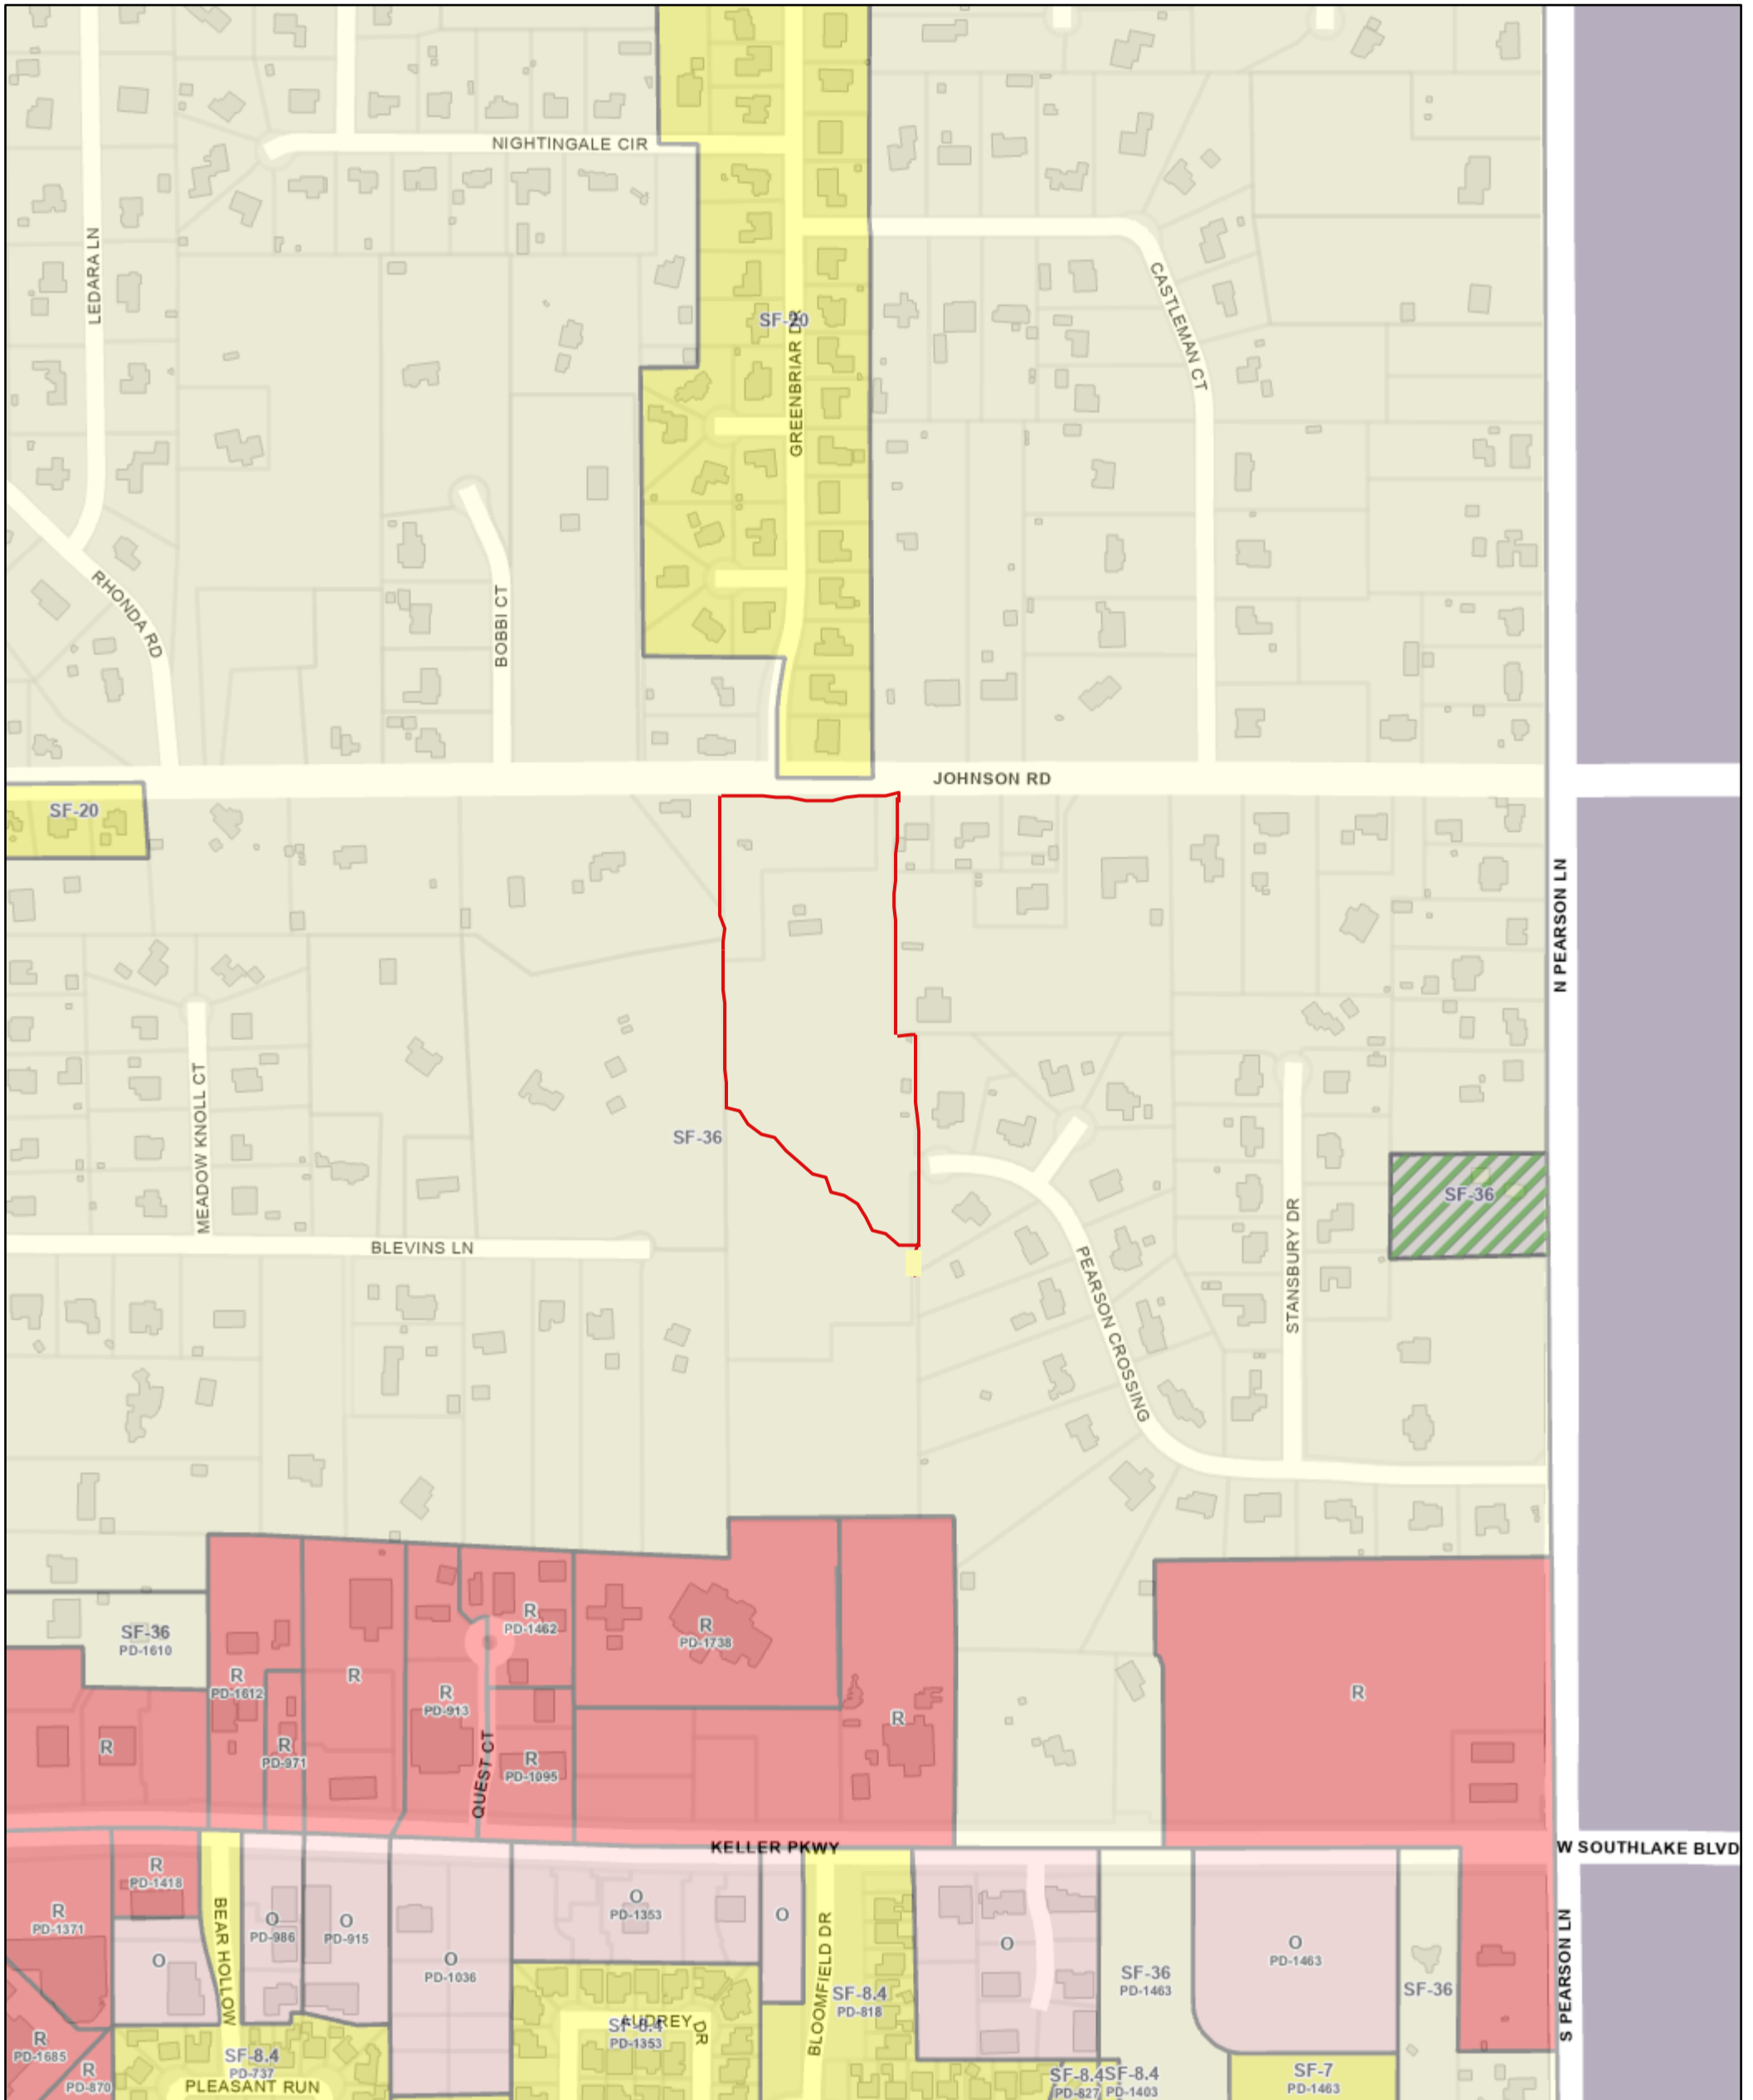 NIGHTINGALE CIR
LEDARA LN
CASTLEMAN CT
SF-20
GREENBRIAR DR
RHONDA RD
BOBBI CT
JOHNSON RD
SF-20
N PEARSON LN
MEADOW KNOLL CT
SF-36
SF-36
BLEVINS LN
STANSBURY DR
PEARSON CROSSING
SF-36
PD-1610
R
PD-1462
R
PD-1738
R
PD-1612
R
R
PD-913
R
R
R
R
PD-971
R
PD-1095
QUEST CT
KELLER PKWY
W SOUTHLAKE BLVD
R
PD-1418
R
PD-1371
O
BEAR HOLLOW
O
PD-986
O
PD-915
O
PD-1036
O
PD-1353
O
BLOOMFIELD DR
O
SF-36
PD-1463
O
PD-1463
SF-36
S PEARSON LN
SF-8.4
PD-818
AUDREY DR
SF-8.4
PD-1353
R
PD-1685
R
PD-870
SF-8.4
PD-737
PLEASANT RUN
SF-8.4
PD-827
SF-8.4
PD-1403
SF-7
PD-1463